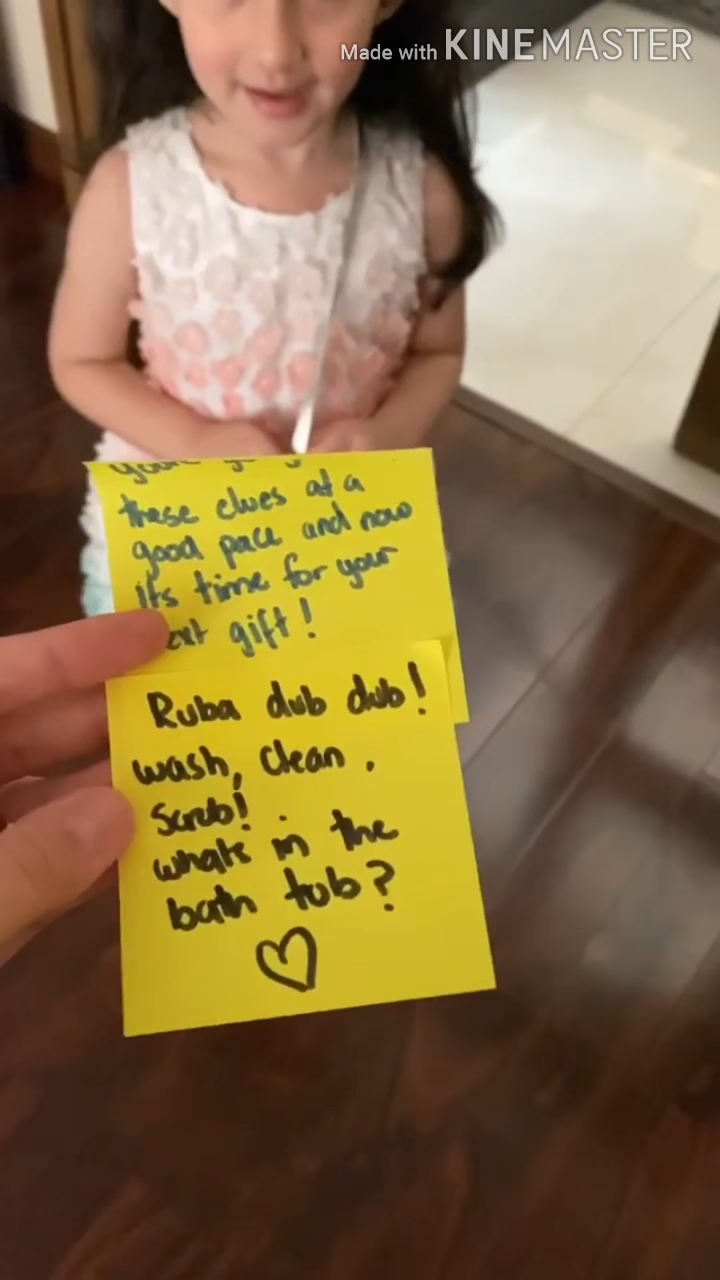 Made with KINEMASTER
these clues at a
good pace and now
its time for your
ext gift!
Ruba dub dub!
wash, clean.
Scrub!
whats in the
bath tub?